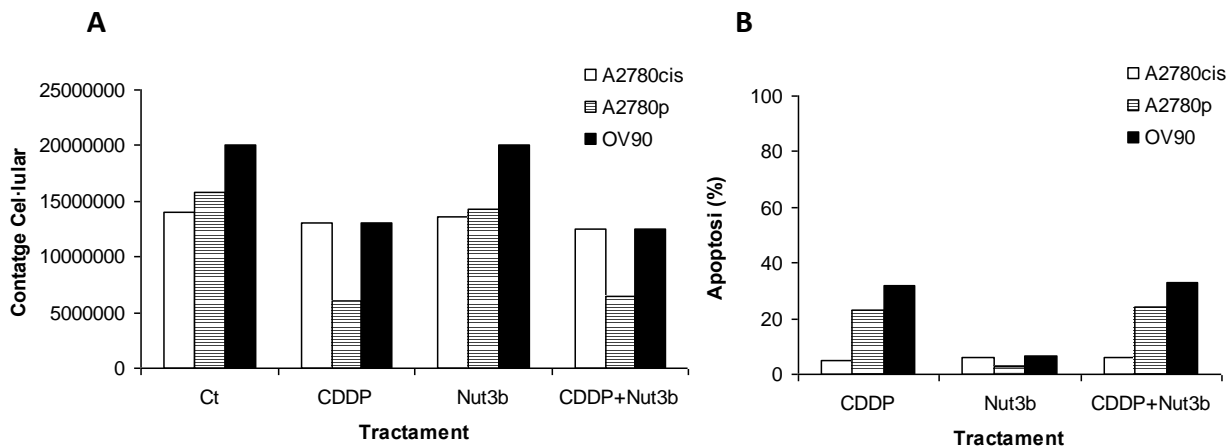 A
A2780cis
A2780p
OV90
25000000
20000000
15000000
10000000
5000000
0
Contatge Cel·lular
Ct
CDDP
Nut3b
CDDP+Nut3b
Tractament
B
A2780cis
A2780p
OV90
100
80
60
40
20
0
Apoptosi (%)
CDDP
Nut3b
CDDP+Nut3b
Tractament